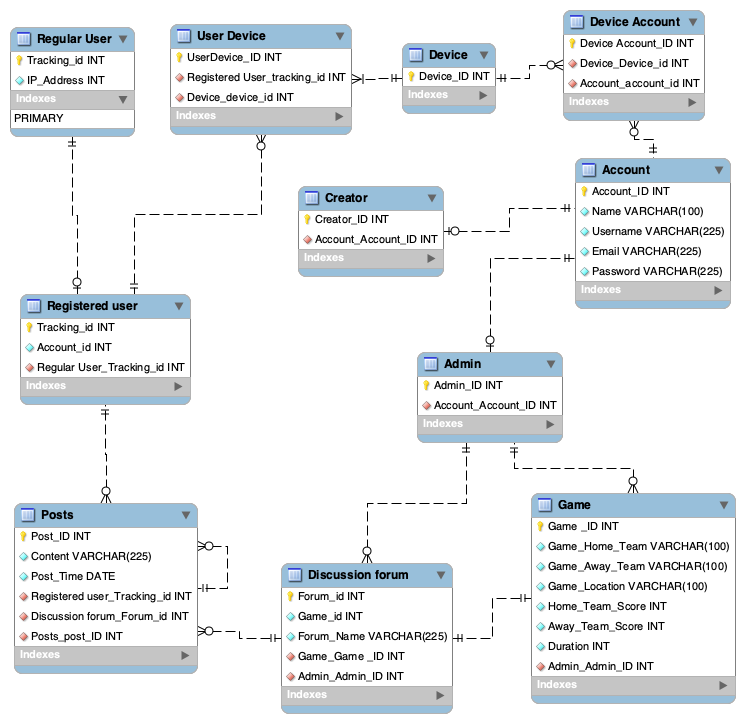 Regular User
Tracking_id INT
IP_Address INT
Indexes
PRIMARY
User Device
UserDevice_ID INT
Registered User_tracking_id INT
Device_device_id INT
Indexes
Device
Device_ID INT
Indexes
Device Account
Device Account_ID INT
Device_Device_id INT
Account_account_id INT
Indexes
Creator
Creator_ID INT
Account_Account_ID INT
Indexes
Account
Account_ID INT
Name VARCHAR(100)
Username VARCHAR(225)
Email VARCHAR(225)
Password VARCHAR(225)
Indexes
Registered user
Tracking_id INT
Account_id INT
Regular User_Tracking_id INT
Indexes
Admin
Admin_ID INT
Account_Account_ID INT
Indexes
Posts
Post_ID INT
Content VARCHAR(225)
Post_Time DATE
Registered user_Tracking_id INT
Discussion forum_Forum_id INT
Posts_post_ID INT
Indexes
Discussion forum
Forum_id INT
Game_id INT
Forum_Name VARCHAR(225)
Game_Game _ID INT
Admin_Admin_ID INT
Indexes
Game
Game _ID INT
Game_Home_Team VARCHAR(100)
Game_Away_Team VARCHAR(100)
Game_Location VARCHAR(100)
Home_Team_Score INT
Away_Team_Score INT
Duration INT
Admin_Admin_ID INT
Indexes